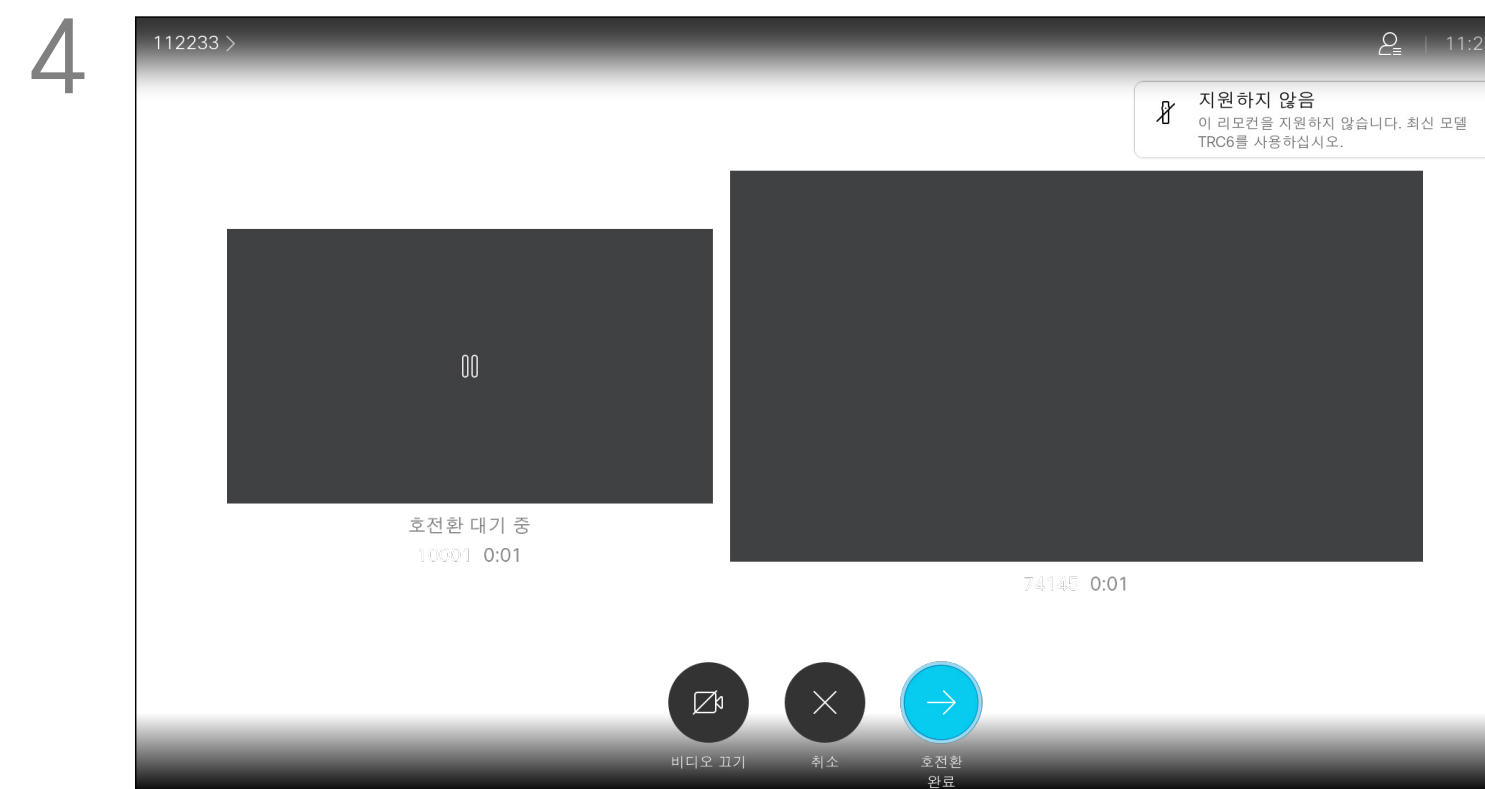 4
112233 >
11:2
지원하지 않음
이 리모컨을 지원하지 않습니다. 최신 모델
TRC6를 사용하십시오.
호전환 대기 중
10001 0:01
74145 0:01
비디오 끄기
취소
호전환
완료